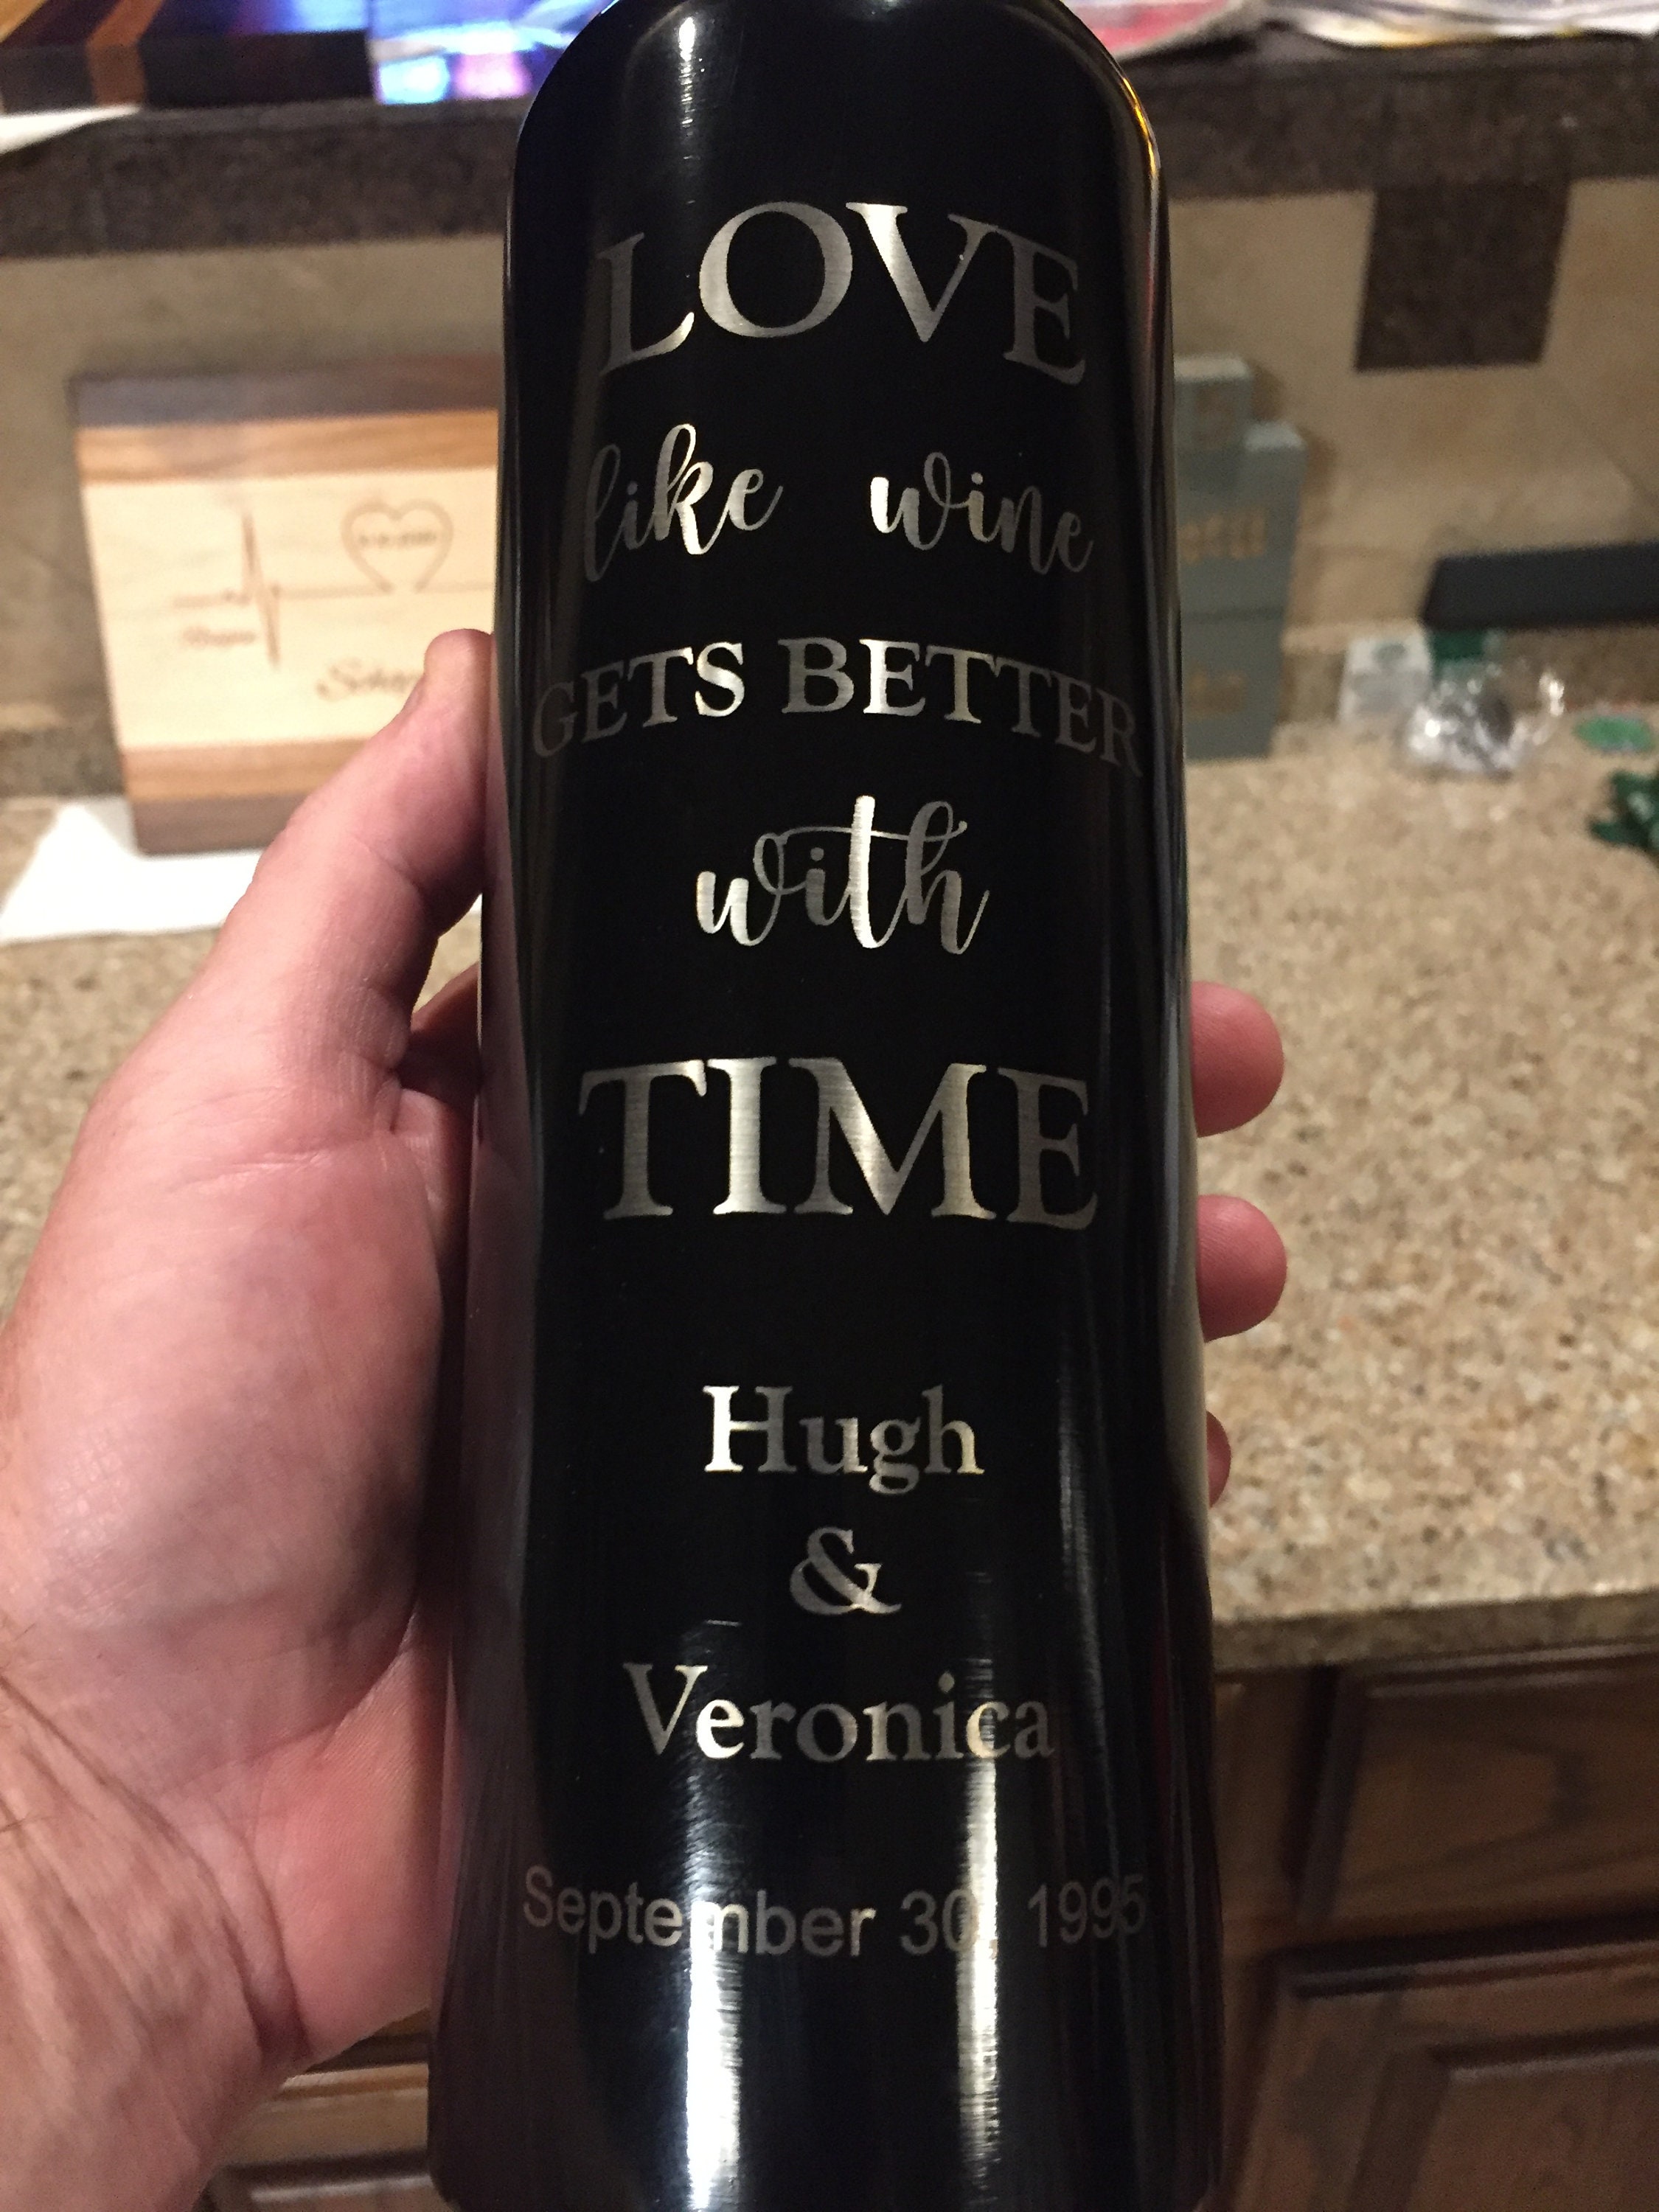 LOVE
like wine
GETS BETTER
with
TIME
Hugh
&
Veronica
September 30, 1995